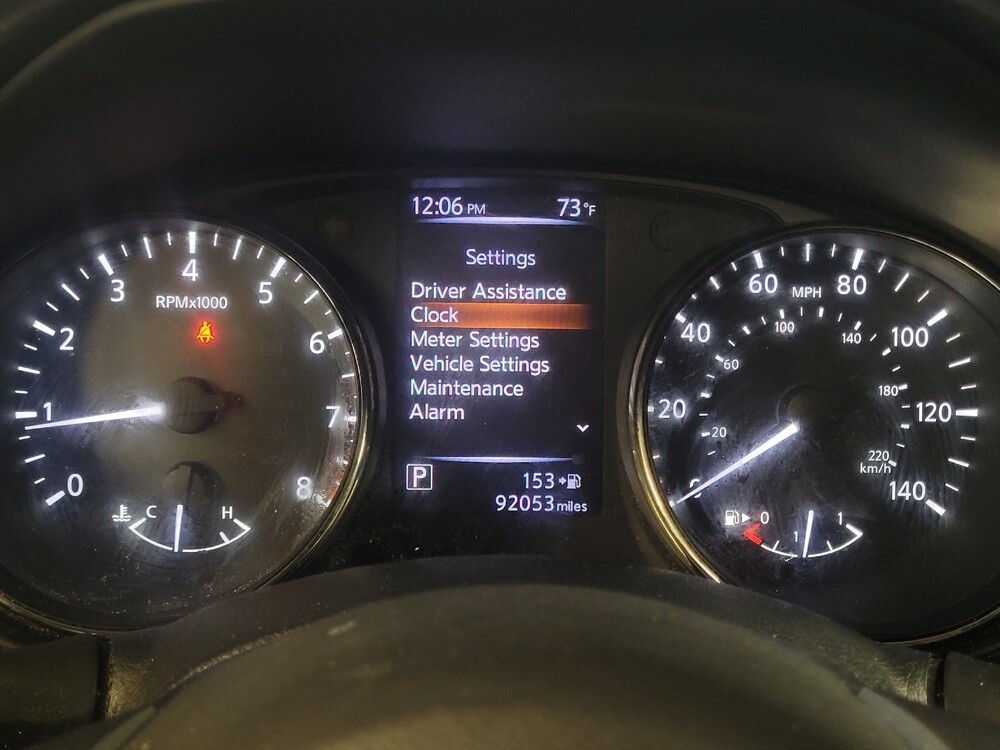 12:06 PM 73°F
Settings
Driver Assistance
Clock
Meter Settings
Vehicle Settings
Maintenance
Alarm
P 153
92053 miles
0
1
2
3
4
5
6
7
8
RPMx1000
C H
0
20
40
60
80
100
120
140
MPH
20
60
100
140
180
220
km/h
0 1